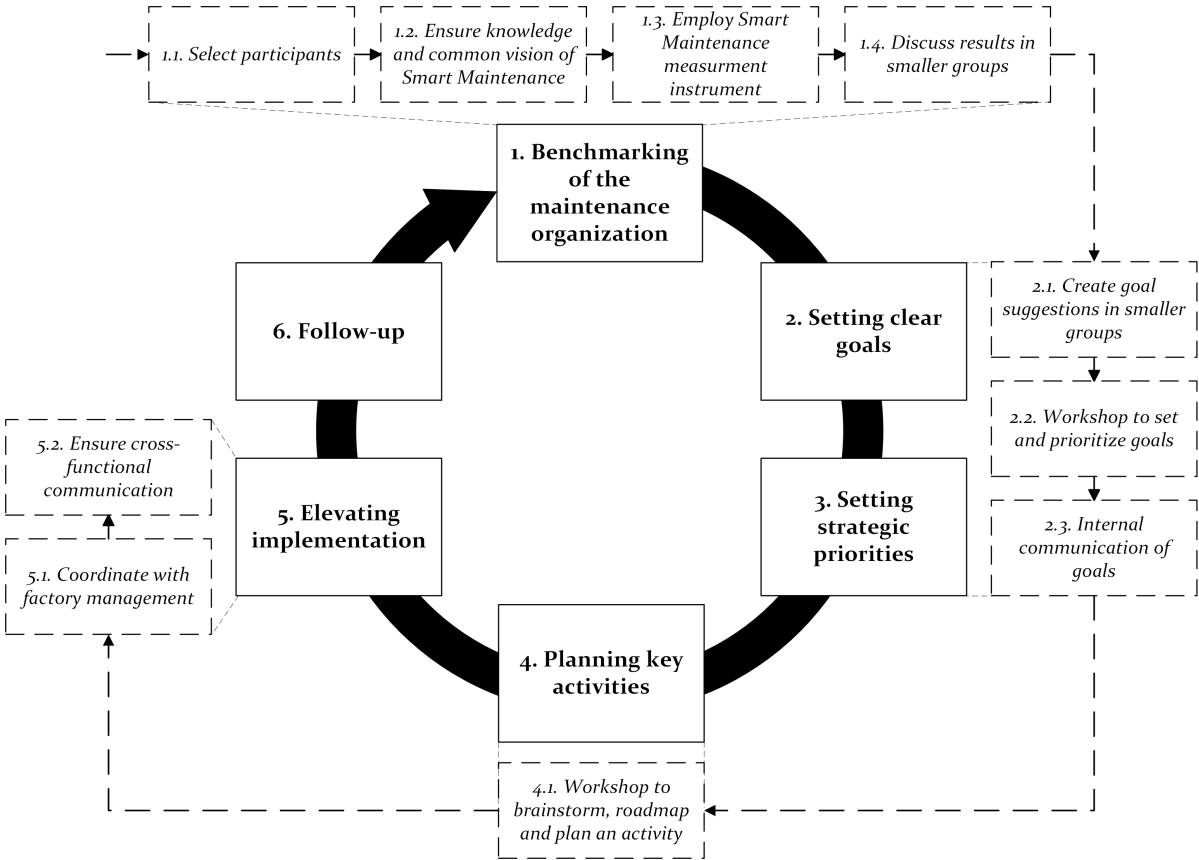 1.1. Select participants
1.2. Ensure knowledge
and common vision of
Smart Maintenance
1.3. Employ Smart
Maintenance
measurment
instrument
1.4. Discuss results in
smaller groups
1. Benchmarking
of the
maintenance
organization
2. Setting clear
goals
2.1. Create goal
suggestions in smaller
groups
2.2. Workshop to set
and prioritize goals
2.3. Internal
communication of
goals
3. Setting
strategic
priorities
4. Planning key
activities
4.1. Workshop to
brainstorm, roadmap
and plan an activity
5. Elevating
implementation
5.1. Coordinate with
factory management
5.2. Ensure cross-
functional
communication
6. Follow-up